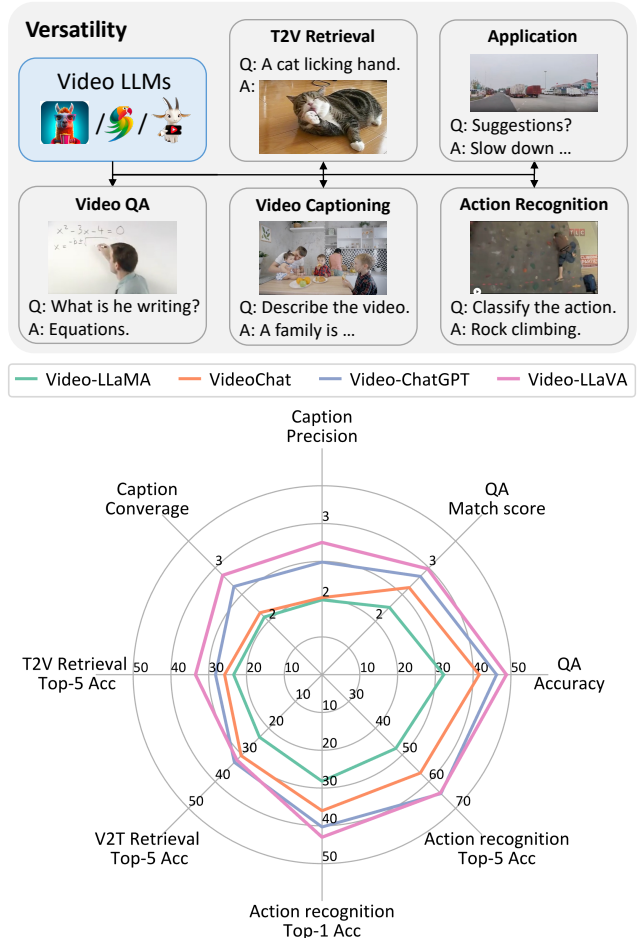 Versatility
Video LLMs
/
/
T2V Retrieval
Q: A cat licking hand.
A:
Application
Q: Suggestions?
A: Slow down ...
Video QA
x² - 3x - 4 = 0
Q: What is he writing?
A: Equations.
Video Captioning
Q: Describe the video.
A: A family is ...
Action Recognition
Q: Classify the action.
A: Rock climbing.
Video-LLaMA
VideoChat
Video-ChatGPT
Video-LLaVA
Caption
Precision
3
2
QA
Match score
3
2
QA
Accuracy
10 20 30 40 50
Action recognition
Top-5 Acc
30
40
50
60
70
Action recognition
Top-1 Acc
10
20
30
40
50
V2T Retrieval
Top-5 Acc
10
20
30
40
50
T2V Retrieval
Top-5 Acc
50 40 30 20 10
Caption
Converage
3
2